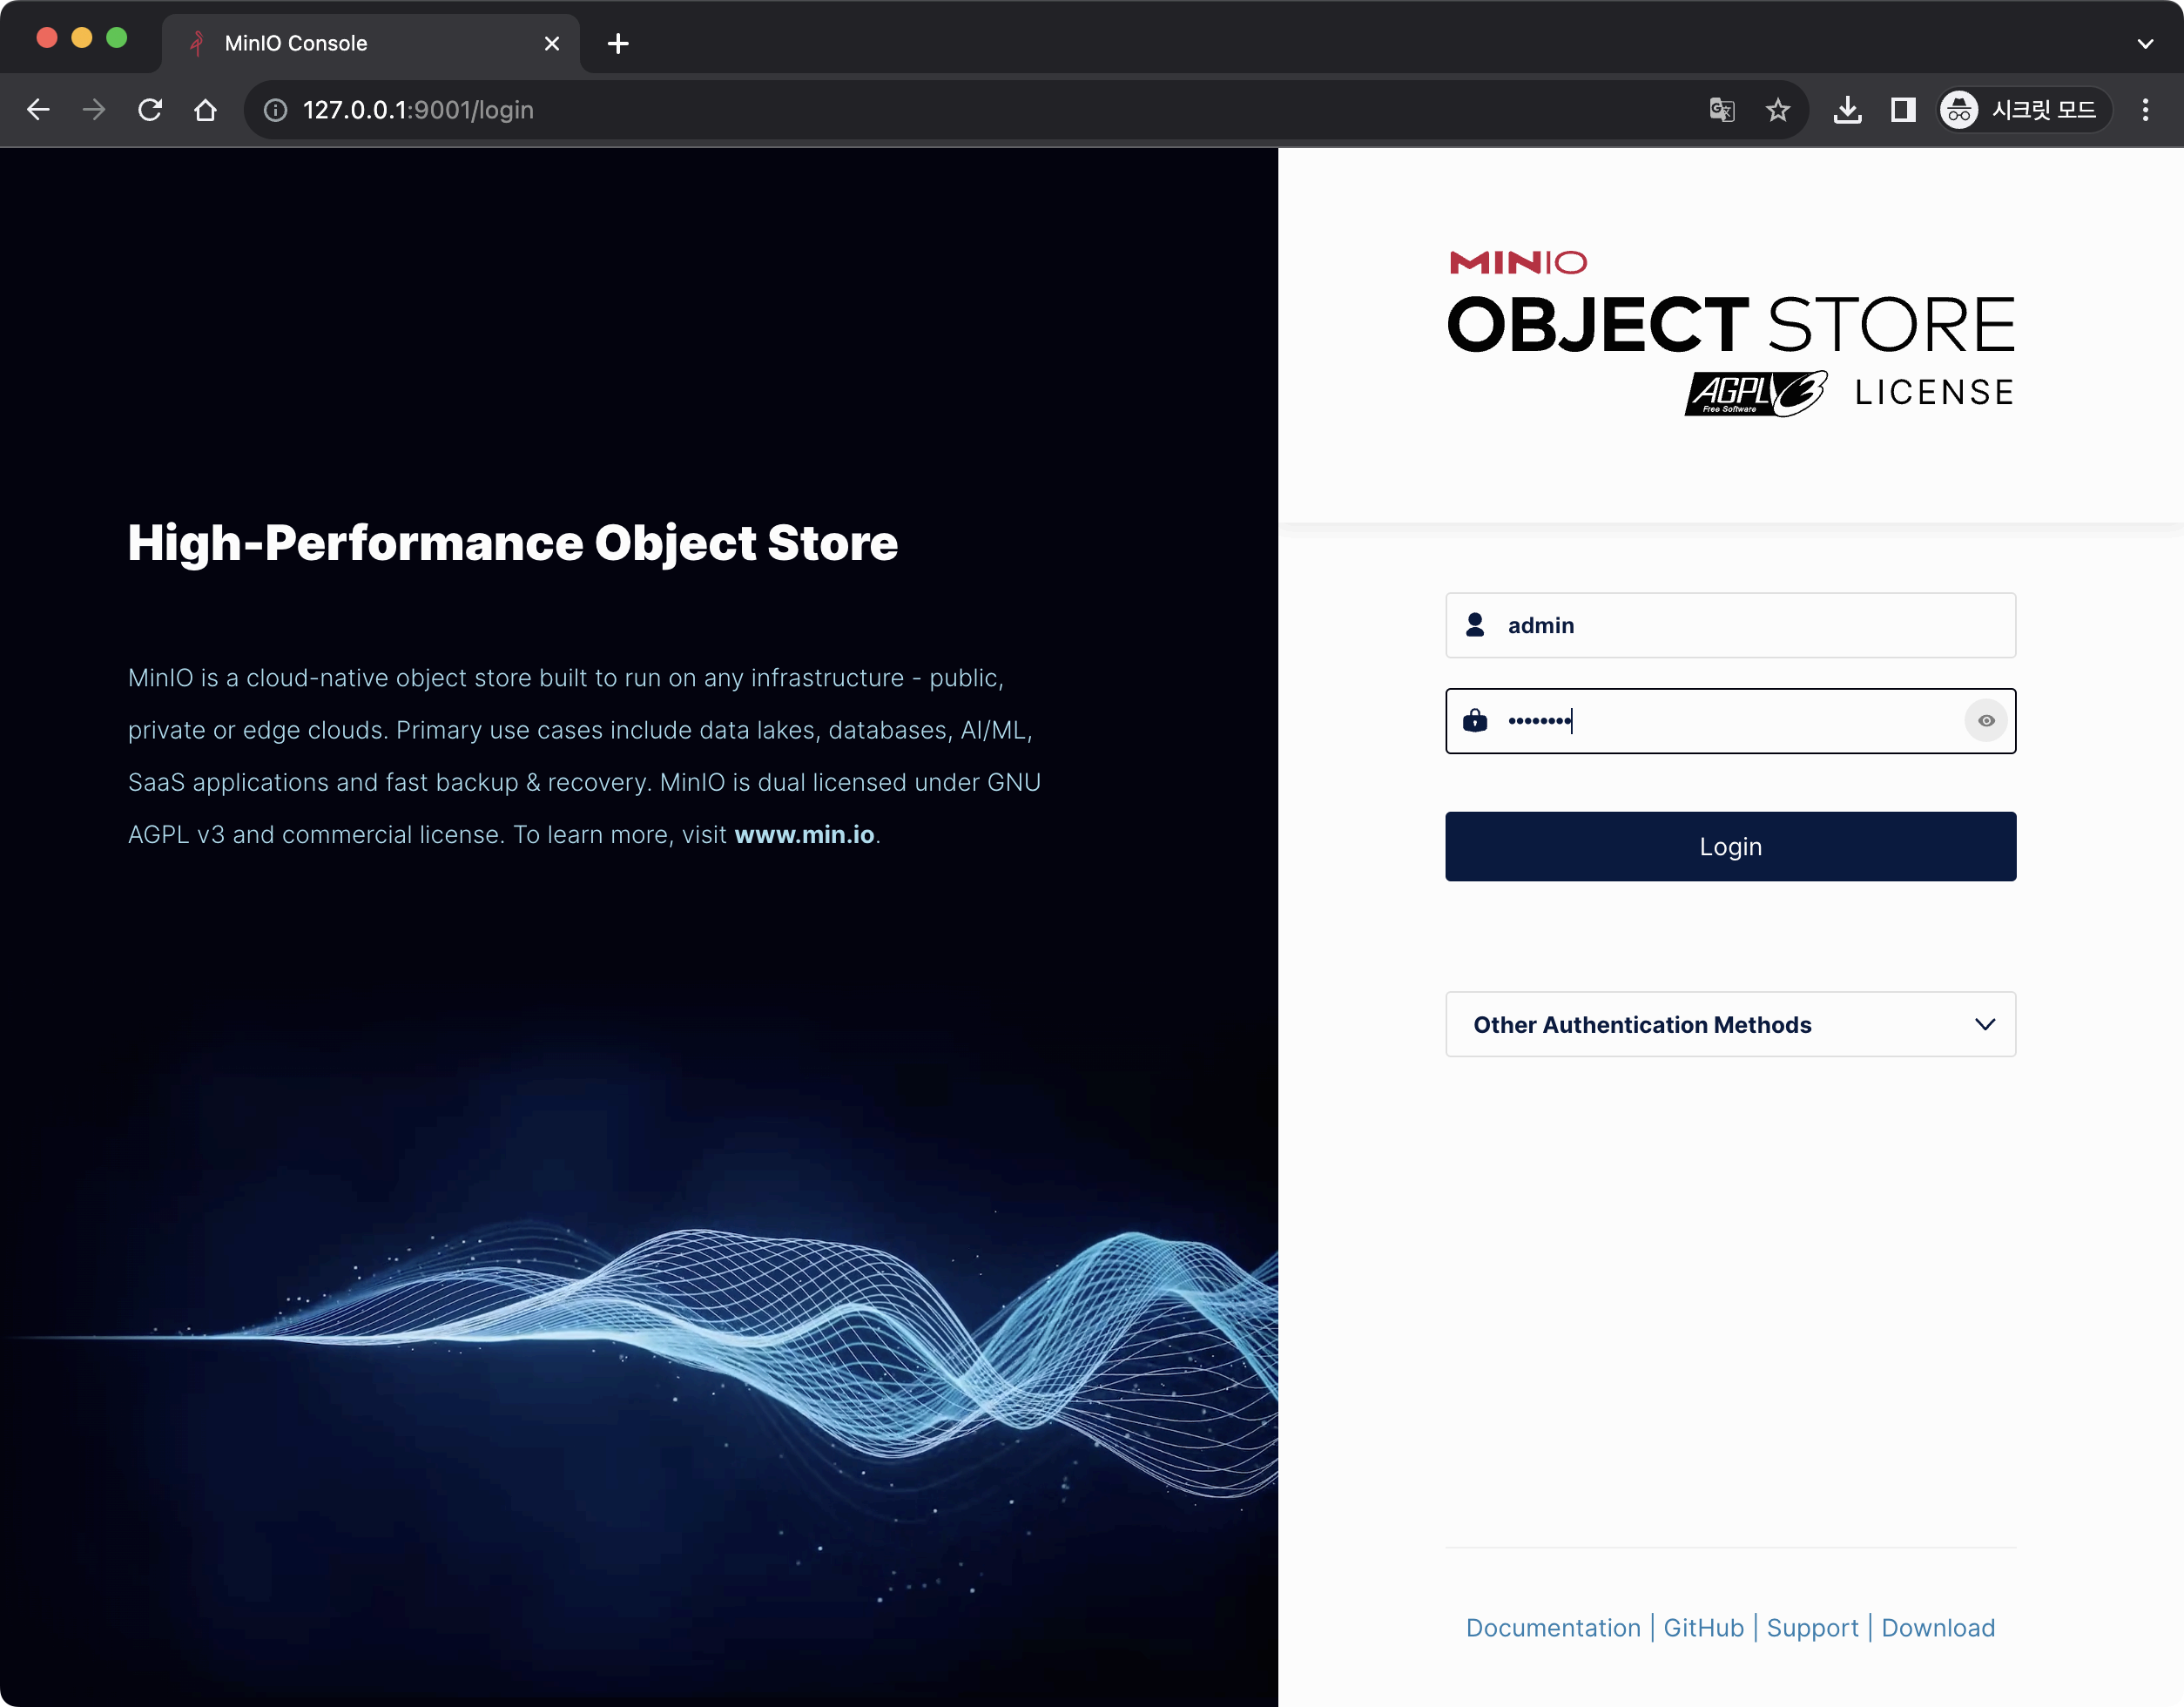 MinIO Console
127.0.0.1:9001/login
시크릿 모드
High-Performance Object Store
MinIO is a cloud-native object store built to run on any infrastructure - public,
private or edge clouds. Primary use cases include data lakes, databases, AI/ML,
SaaS applications and fast backup & recovery. MinIO is dual licensed under GNU
AGPL v3 and commercial license. To learn more, visit www.min.io.
MINIO
OBJECT STORE
AGPLv3 LICENSE
Free Software
admin
••••••••
Login
Other Authentication Methods
Documentation | GitHub | Support | Download